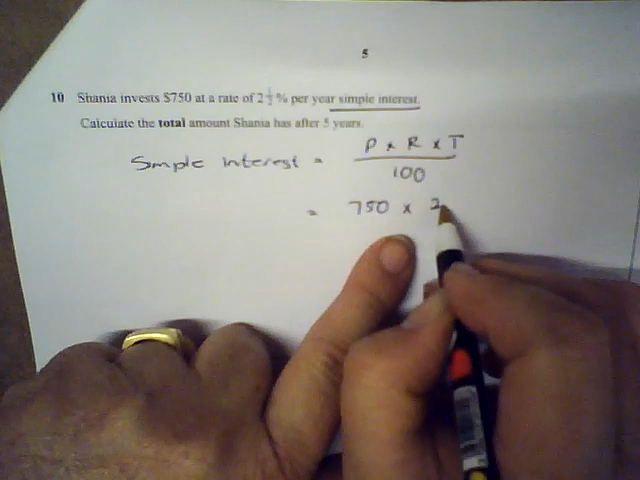 5
10 Shania invests $750 at a rate of 2½% per year simple interest.
Calculate the total amount Shania has after 5 years.
Simple Interest = P x R x T
100
= 750 x 2